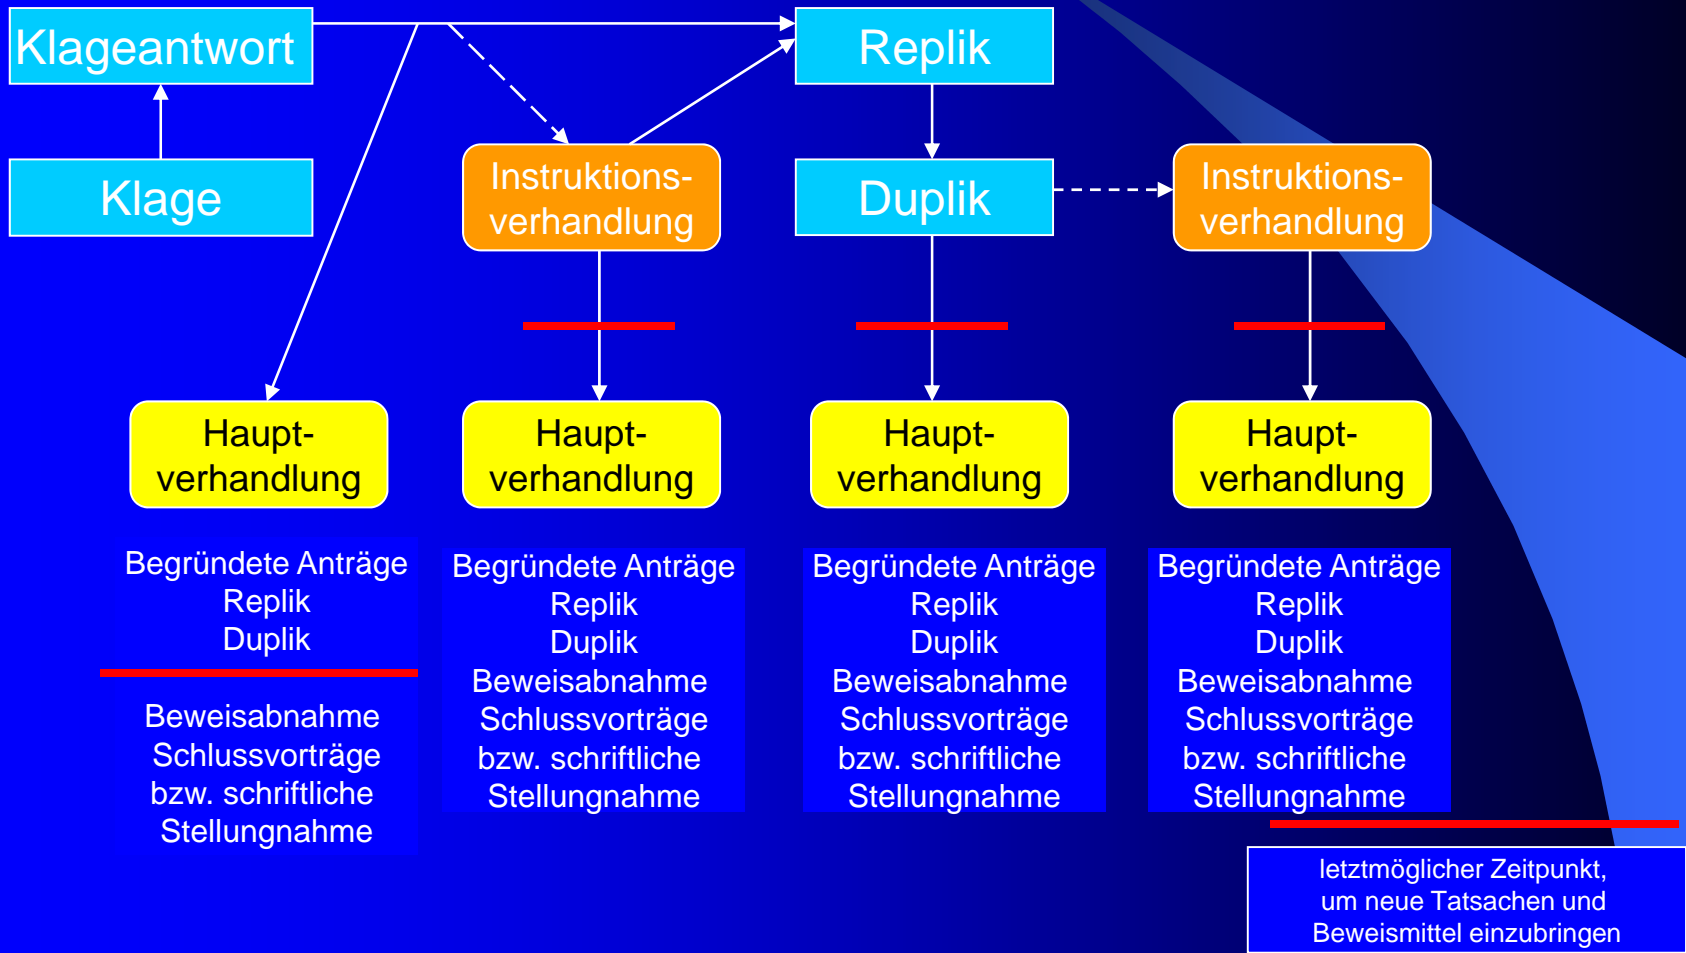 Klageantwort
Replik
Klage
Instruktions-
verhandlung
Duplik
Instruktions-
verhandlung
Haupt-
verhandlung
Haupt-
verhandlung
Haupt-
verhandlung
Haupt-
verhandlung
Begründete Anträge
Replik
Duplik
Beweisabnahme
Schlussvorträge
bzw. schriftliche
Stellungnahme
Begründete Anträge
Replik
Duplik
Beweisabnahme
Schlussvorträge
bzw. schriftliche
Stellungnahme
Begründete Anträge
Replik
Duplik
Beweisabnahme
Schlussvorträge
bzw. schriftliche
Stellungnahme
Begründete Anträge
Replik
Duplik
Beweisabnahme
Schlussvorträge
bzw. schriftliche
Stellungnahme
letztmöglicher Zeitpunkt,
um neue Tatsachen und
Beweismittel einzubringen